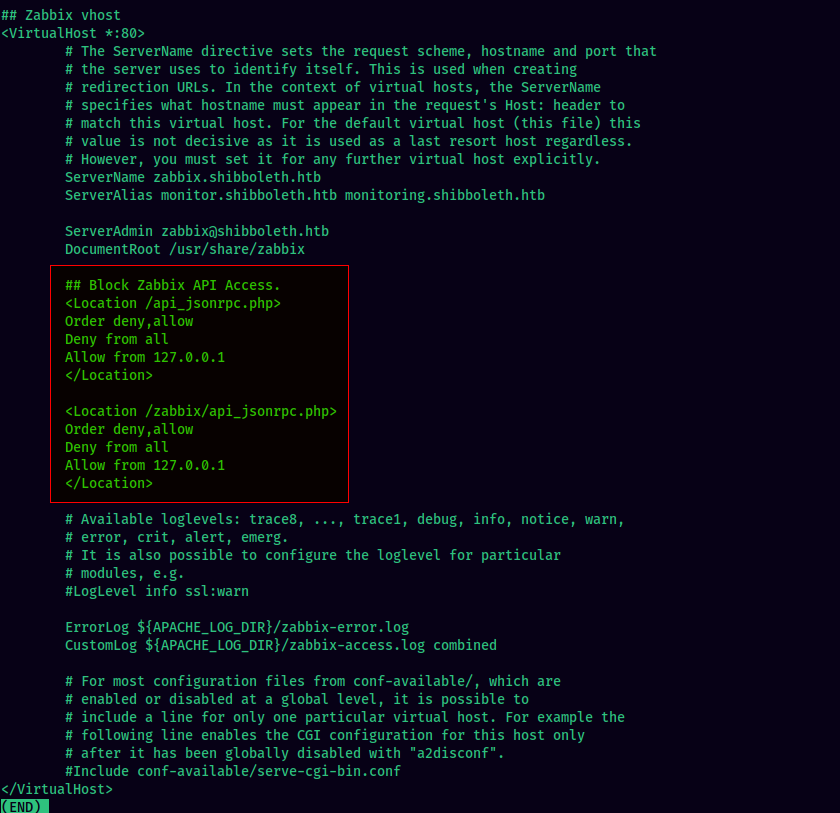 ## Zabbix vhost
<VirtualHost *:80>
        # The ServerName directive sets the request scheme, hostname and port that
        # the server uses to identify itself. This is used when creating
        # redirection URLs. In the context of virtual hosts, the ServerName
        # specifies what hostname must appear in the request's Host: header to
        # match this virtual host. For the default virtual host (this file) this
        # value is not decisive as it is used as a last resort host regardless.
        # However, you must set it for any further virtual host explicitly.
        ServerName zabbix.shibboleth.htb
        ServerAlias monitor.shibboleth.htb monitoring.shibboleth.htb

        ServerAdmin zabbix@shibboleth.htb
        DocumentRoot /usr/share/zabbix

        ## Block Zabbix API Access.
        <Location /api_jsonrpc.php>
        Order deny,allow
        Deny from all
        Allow from 127.0.0.1
        </Location>

        <Location /zabbix/api_jsonrpc.php>
        Order deny,allow
        Deny from all
        Allow from 127.0.0.1
        </Location>

        # Available loglevels: trace8, ..., trace1, debug, info, notice, warn,
        # error, crit, alert, emerg.
        # It is also possible to configure the loglevel for particular
        # modules, e.g.
        #LogLevel info ssl:warn

        ErrorLog ${APACHE_LOG_DIR}/zabbix-error.log
        CustomLog ${APACHE_LOG_DIR}/zabbix-access.log combined

        # For most configuration files from conf-available/, which are
        # enabled or disabled at a global level, it is possible to
        # include a line for only one particular virtual host. For example the
        # following line enables the CGI configuration for this host only
        # after it has been globally disabled with "a2disconf".
        #Include conf-available/serve-cgi-bin.conf
</VirtualHost>
(END)